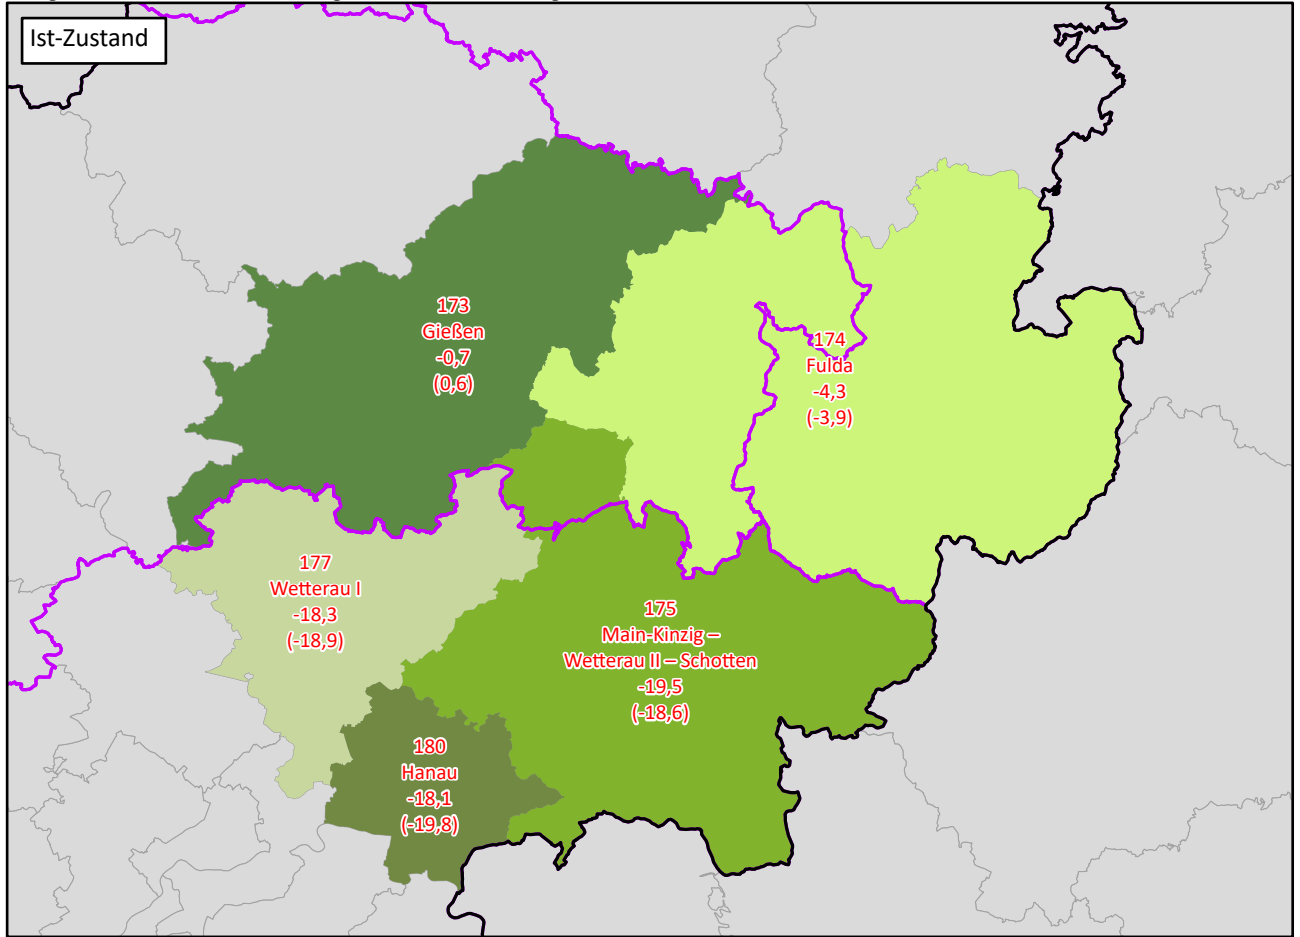 Ist-Zustand
173
Gießen
-0,7
(0,6)
174
Fulda
-4,3
(-3,9)
177
Wetterau I
-18,3
(-18,9)
175
Main-Kinzig –
Wetterau II – Schotten
-19,5
(-18,6)
180
Hanau
-18,1
(-19,8)